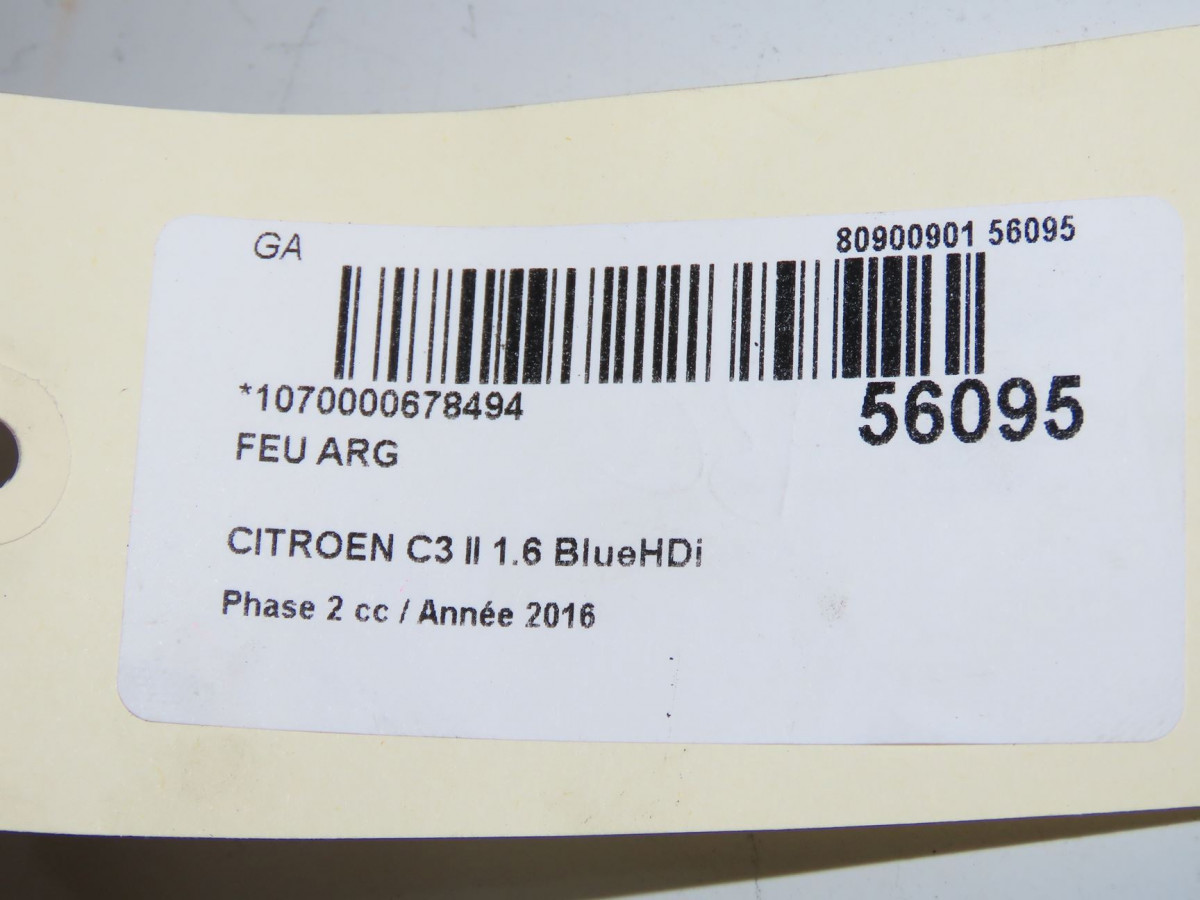 GA 80900901 56095
*1070000678494 56095
FEU ARG
CITROEN C3 II 1.6 BlueHDi
Phase 2 cc / Année 2016